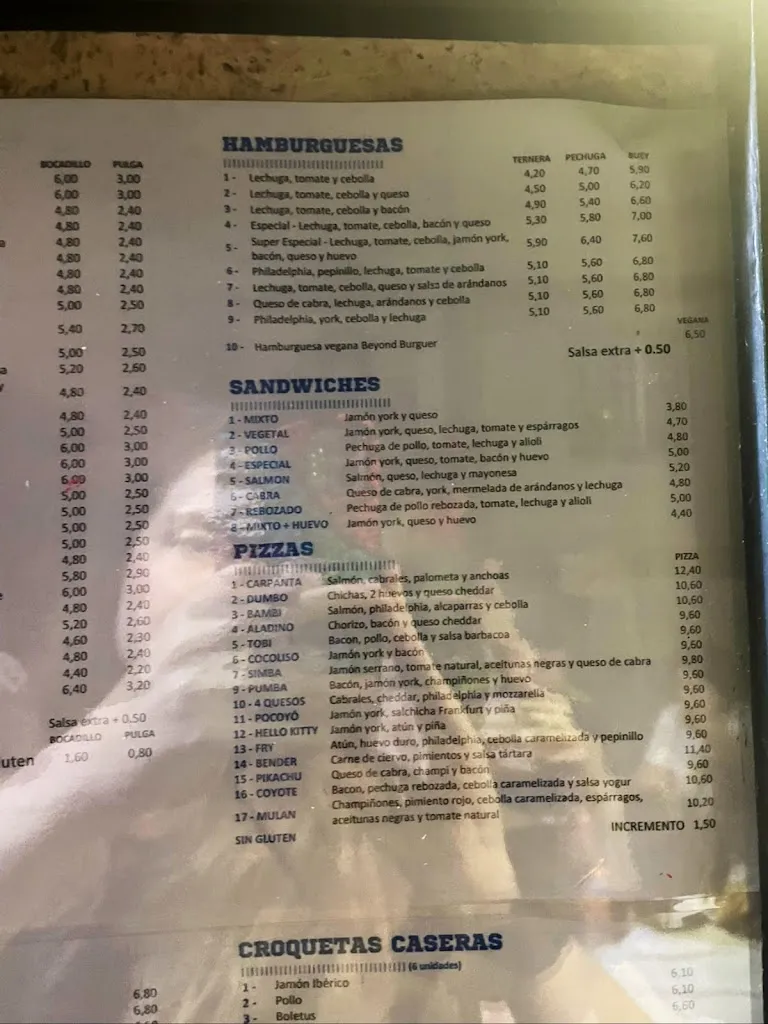 BOCADILLO PULGA
6,00 3,00
6,00 3,00
4,80 2,40
4,80 2,40
4,80 2,40
4,80 2,40
4,80 2,40
4,80 2,40
5,00 2,50
5,40 2,70
5,00 2,50
5,20 2,60
4,80 2,40
4,80 2,40
5,00 2,50
6,00 3,00
6,00 3,00
6,00 3,00
5,00 2,50
5,00 2,50
5,00 2,50
5,00 2,50
4,80 2,40
5,80 2,90
6,00 3,00
4,80 2,40
5,20 2,60
4,60 2,30
4,80 2,40
4,40 2,20
6,40 3,20
Salsa extra + 0.50
BOCADILLO PULGA
uten 1,60 0,80
6,80
6,80
HAMBURGUESAS
TERNERA PECHUGA BUEY
1 - Lechuga, tomate y cebolla 4,20 4,70 5,90
2 - Lechuga, tomate, cebolla y queso 4,50 5,00 6,20
3 - Lechuga, tomate, cebolla y bacón 4,90 5,40 6,60
4 - Especial - Lechuga, tomate, cebolla, bacón y queso 5,30 5,80 7,00
5 - Super Especial - Lechuga, tomate, cebolla, jamón york,
bacón, queso y huevo 5,90 6,40 7,60
6 - Philadelphia, pepinillo, lechuga, tomate y cebolla 5,10 5,60 6,80
7 - Lechuga, tomate, cebolla, queso y salsa de arándanos 5,10 5,60 6,80
8 - Queso de cabra, lechuga, arándanos y cebolla 5,10 5,60 6,80
9 - Philadelphia, york, cebolla y lechuga 5,10 5,60 6,80
VEGANA
10 - Hamburguesa vegana Beyond Burguer 6,50
Salsa extra + 0.50
SANDWICHES
1 - MIXTO Jamón york y queso 3,80
2 - VEGETAL Jamón york, queso, lechuga, tomate y espárragos 4,70
3 - POLLO Pechuga de pollo, tomate, lechuga y alioli 4,80
4 - ESPECIAL Jamón york, queso, tomate, bacón y huevo 5,00
5 - SALMON Salmón, queso, lechuga y mayonesa 5,20
6 - CABRA Queso de cabra, york, mermelada de arándanos y lechuga 4,80
7 - REBOZADO Pechuga de pollo rebozada, tomate, lechuga y alioli 5,00
8 - MIXTO + HUEVO Jamón york, queso y huevo 4,40
PIZZAS
PIZZA
1 - CARPANTA Salmón, cabrales, palometa y anchoas 12,40
2 - DUMBO Chichas, 2 huevos y queso cheddar 10,60
3 - BAMBI Salmón, philadelphia, alcaparras y cebolla 10,60
4 - ALADINO Chorizo, bacón y queso cheddar 9,60
5 - TOBI Bacon, pollo, cebolla y salsa barbacoa 9,60
6 - COCOLISO Jamón york y bacón 9,60
7 - SIMBA Jamón serrano, tomate natural, aceitunas negras y queso de cabra 9,80
9 - PUMBA Bacón, jamón york, champiñones y huevo 9,60
10 - 4 QUESOS Cabrales, cheddar, philadelphia y mozzarella 9,60
11 - POCOYÓ Jamón york, salchicha Frankfurt y piña 9,60
12 - HELLO KITTY Jamón york, atún y piña 9,60
13 - FRY Atún, huevo duro, philadelphia, cebolla caramelizada y pepinillo 9,60
14 - BENDER Carne de ciervo, pimientos y salsa tártara 11,40
15 - PIKACHU Queso de cabra, champi y bacón 9,60
16 - COYOTE Bacon, pechuga rebozada, cebolla caramelizada y salsa yogur 10,60
17 - MULAN Champiñones, pimiento rojo, cebolla caramelizada, espárragos,
aceitunas negras y tomate natural 10,20
SIN GLUTEN INCREMENTO 1,50
CROQUETAS CASERAS
(6 unidades)
1 - Jamón Ibérico 6,10
2 - Pollo 6,10
3 - Boletus 6,60